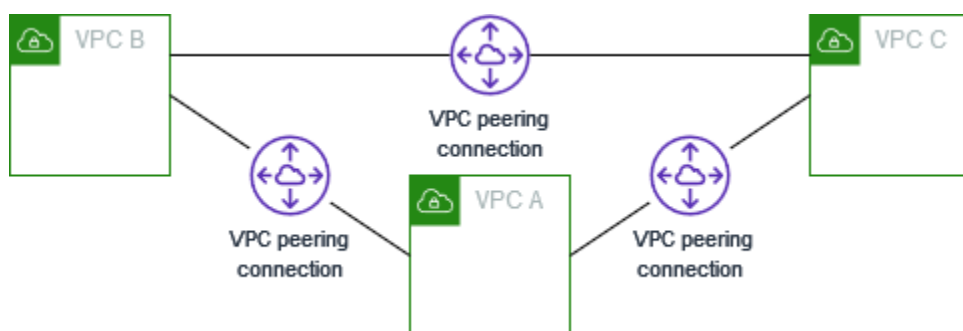 VPC B
VPC C
VPC peering
connection
VPC A
VPC peering
connection
VPC peering
connection